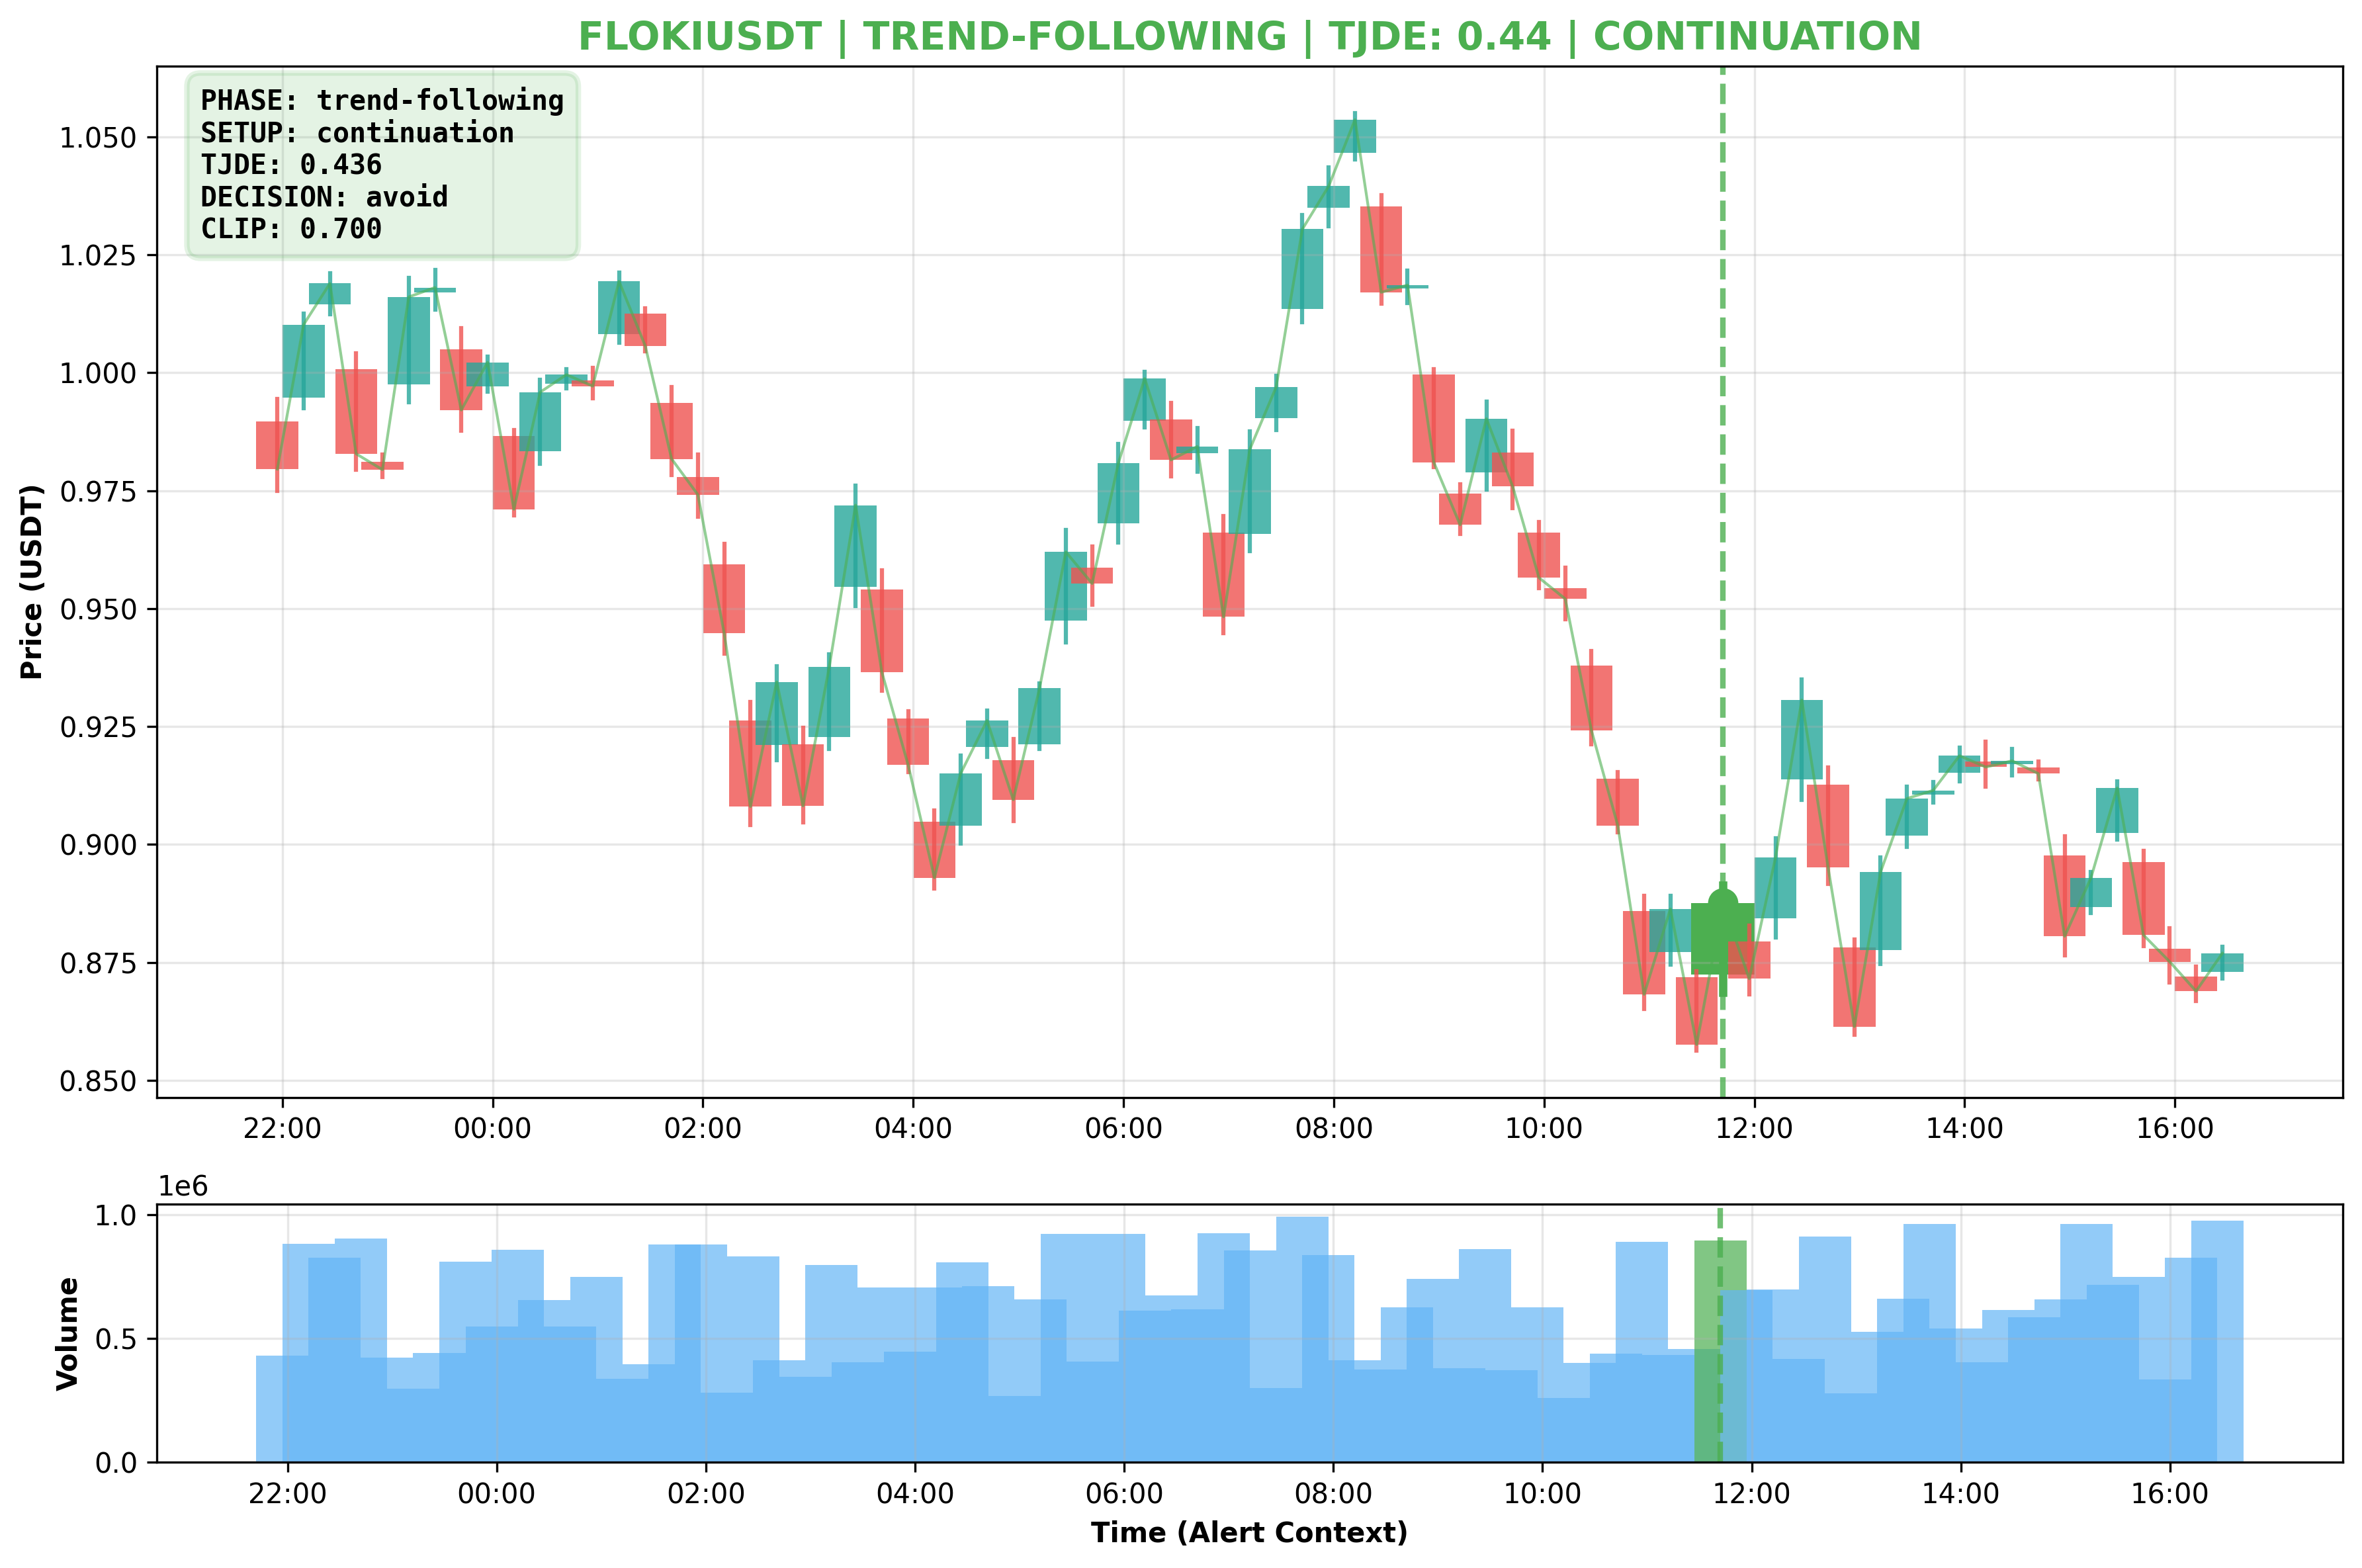 FLOKIUSDT | TREND-FOLLOWING | TJDE: 0.44 | CONTINUATION
PHASE: trend-following
SETUP: continuation
TJDE: 0.436
DECISION: avoid
CLIP: 0.700
Price (USDT)
1.050
1.025
1.000
0.975
0.950
0.925
0.900
0.875
0.850
22:00 00:00 02:00 04:00 06:00 08:00 10:00 12:00 14:00 16:00
1e6
Volume
1.0
0.5
0.0
22:00 00:00 02:00 04:00 06:00 08:00 10:00 12:00 14:00 16:00
Time (Alert Context)